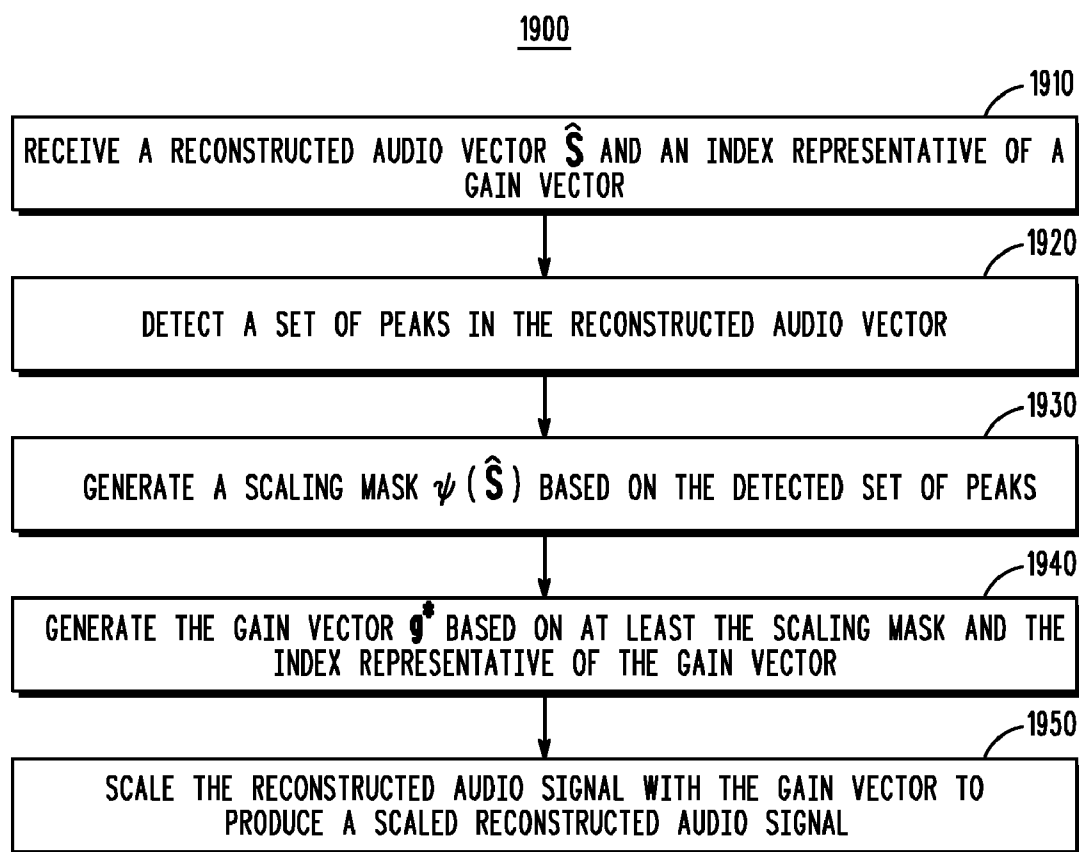 1900
1910
RECEIVE A RECONSTRUCTED AUDIO VECTOR Ŝ AND AN INDEX REPRESENTATIVE OF A
GAIN VECTOR
1920
DETECT A SET OF PEAKS IN THE RECONSTRUCTED AUDIO VECTOR
1930
GENERATE A SCALING MASK ψ(Ŝ) BASED ON THE DETECTED SET OF PEAKS
1940
GENERATE THE GAIN VECTOR g* BASED ON AT LEAST THE SCALING MASK AND THE
INDEX REPRESENTATIVE OF THE GAIN VECTOR
1950
SCALE THE RECONSTRUCTED AUDIO SIGNAL WITH THE GAIN VECTOR TO
PRODUCE A SCALED RECONSTRUCTED AUDIO SIGNAL